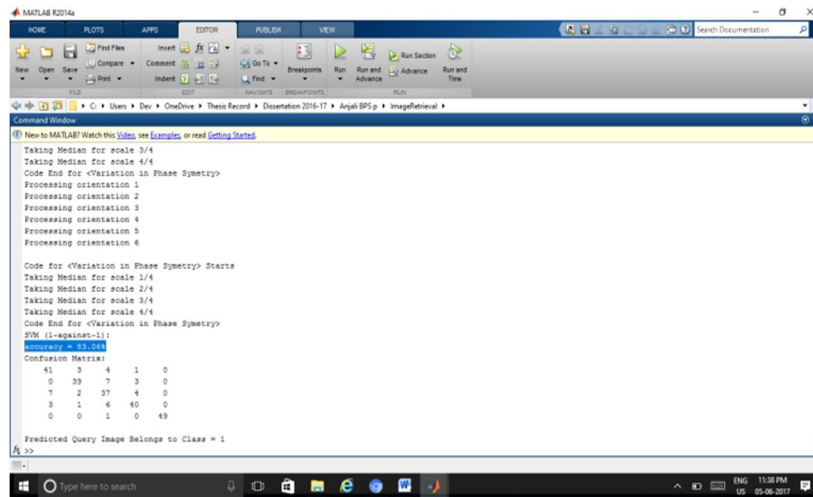 MATLAB R2014a
HOME PLOTS APPS EDITOR PUBLISH VIEW Search Documentation
New Open Save Find Files Compare Print Insert Comment Indent fx Go To Find Breakpoints Run Run and Advance Run Section Advance Run and Time
FILE EDIT NAVIGATE BREAKPOINTS RUN
C: Users Dev OneDrive Thesis Record Dissertation 2016-17 Anjali BPS p ImageRetrieval
Command Window
New to MATLAB? Watch this Video, see Examples, or read Getting Started.
Taking Median for scale 3/4
Taking Median for scale 4/4
Code End for <Variation in Phase Symetry>
Processing orientation 1
Processing orientation 2
Processing orientation 3
Processing orientation 4
Processing orientation 5
Processing orientation 6
Code for <Variation in Phase Symetry> Starts
Taking Median for scale 1/4
Taking Median for scale 2/4
Taking Median for scale 3/4
Taking Median for scale 4/4
Code End for <Variation in Phase Symetry>
SVM (1-against-1):
accuracy = 83.06%
Confusion Matrix:
41 3 4 1 0
0 39 7 3 0
7 2 37 4 0
3 1 6 40 0
0 0 1 0 49
Predicted Query Image Belongs to Class = 1
fx >>
Type here to search ENG 11:38 PM
US 05-06-2017